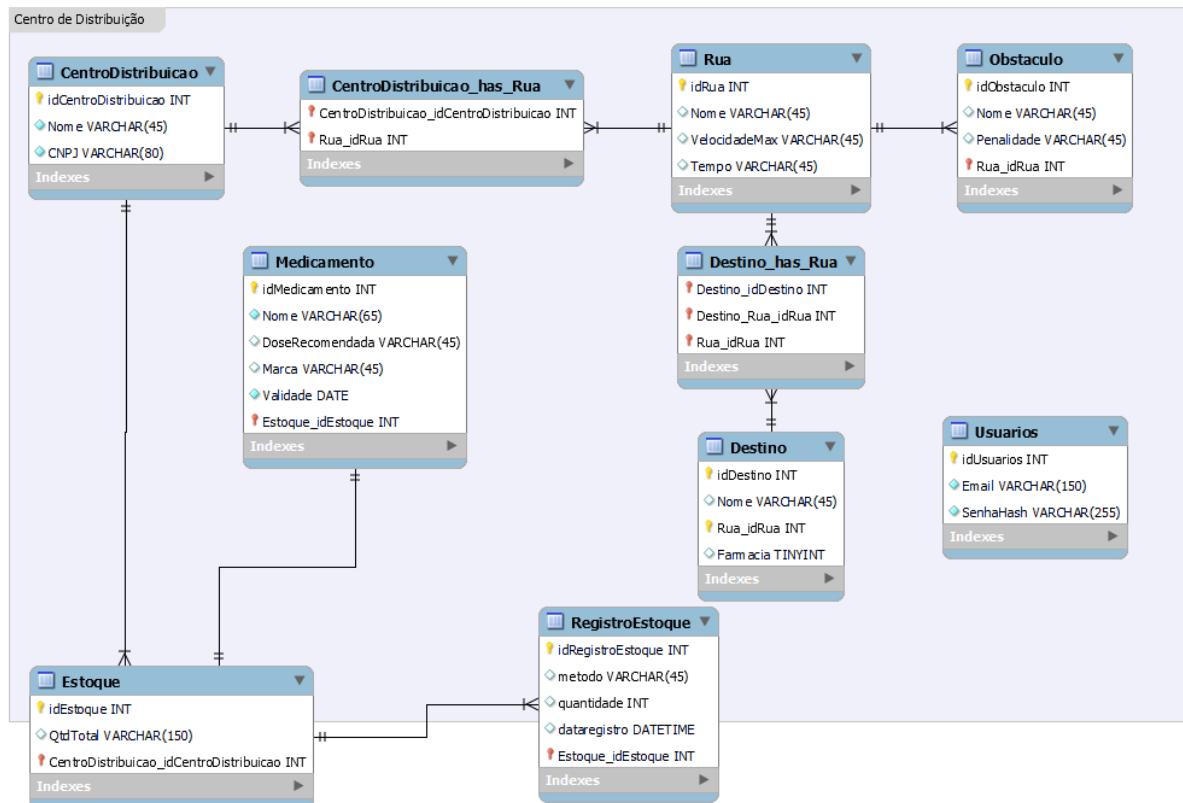 Centro de Distribuição
CentroDistribuicao
idCentroDistribuicao INT
Nome VARCHAR(45)
CNPJ VARCHAR(80)
Indexes
CentroDistribuicao_has_Rua
CentroDistribuicao_idCentroDistribuicao INT
Rua_idRua INT
Indexes
Rua
idRua INT
Nome VARCHAR(45)
VelocidadeMax VARCHAR(45)
Tempo VARCHAR(45)
Indexes
Obstaculo
idObstaculo INT
Nome VARCHAR(45)
Penalidade VARCHAR(45)
Rua_idRua INT
Indexes
Medicamento
idMedicamento INT
Nome VARCHAR(65)
DoseRecomendada VARCHAR(45)
Marca VARCHAR(45)
Validade DATE
Estoque_idEstoque INT
Indexes
Destino_has_Rua
Destino_idDestino INT
Destino_Rua_idRua INT
Rua_idRua INT
Indexes
Destino
idDestino INT
Nome VARCHAR(45)
Rua_idRua INT
Farmacia TINYINT
Indexes
Usuarios
idUsuarios INT
Email VARCHAR(150)
SenhaHash VARCHAR(255)
Indexes
Estoque
idEstoque INT
QtdTotal VARCHAR(150)
CentroDistribuicao_idCentroDistribuicao INT
Indexes
RegistroEstoque
idRegistroEstoque INT
metodo VARCHAR(45)
quantidade INT
dataregistro DATETIME
Estoque_idEstoque INT
Indexes